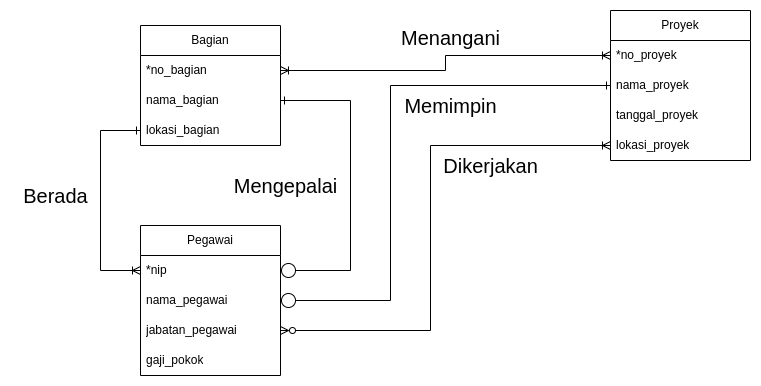 Bagian
*no_bagian
nama_bagian
lokasi_bagian
Menangani
Proyek
*no_proyek
nama_proyek
tanggal_proyek
lokasi_proyek
Memimpin
Dikerjakan
Berada
Mengepalai
Pegawai
*nip
nama_pegawai
jabatan_pegawai
gaji_pokok